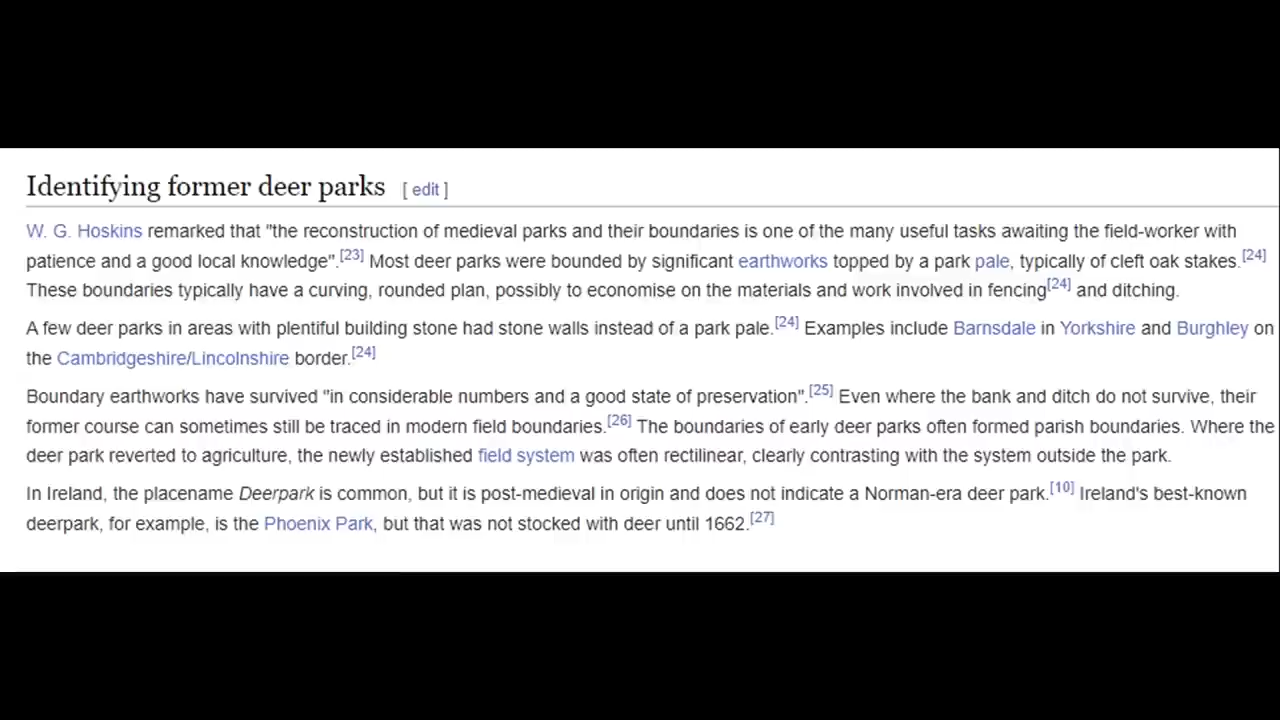 Identifying former deer parks [ edit ]
W. G. Hoskins remarked that "the reconstruction of medieval parks and their boundaries is one of the many useful tasks awaiting the field-worker with
patience and a good local knowledge".[23] Most deer parks were bounded by significant earthworks topped by a park pale, typically of cleft oak stakes.[24]
These boundaries typically have a curving, rounded plan, possibly to economise on the materials and work involved in fencing[24] and ditching.
A few deer parks in areas with plentiful building stone had stone walls instead of a park pale.[24] Examples include Barnsdale in Yorkshire and Burghley on
the Cambridgeshire/Lincolnshire border.[24]
Boundary earthworks have survived "in considerable numbers and a good state of preservation".[25] Even where the bank and ditch do not survive, their
former course can sometimes still be traced in modern field boundaries.[26] The boundaries of early deer parks often formed parish boundaries. Where the
deer park reverted to agriculture, the newly established field system was often rectilinear, clearly contrasting with the system outside the park.
In Ireland, the placename Deerpark is common, but it is post-medieval in origin and does not indicate a Norman-era deer park.[10] Ireland's best-known
deerpark, for example, is the Phoenix Park, but that was not stocked with deer until 1662.[27]